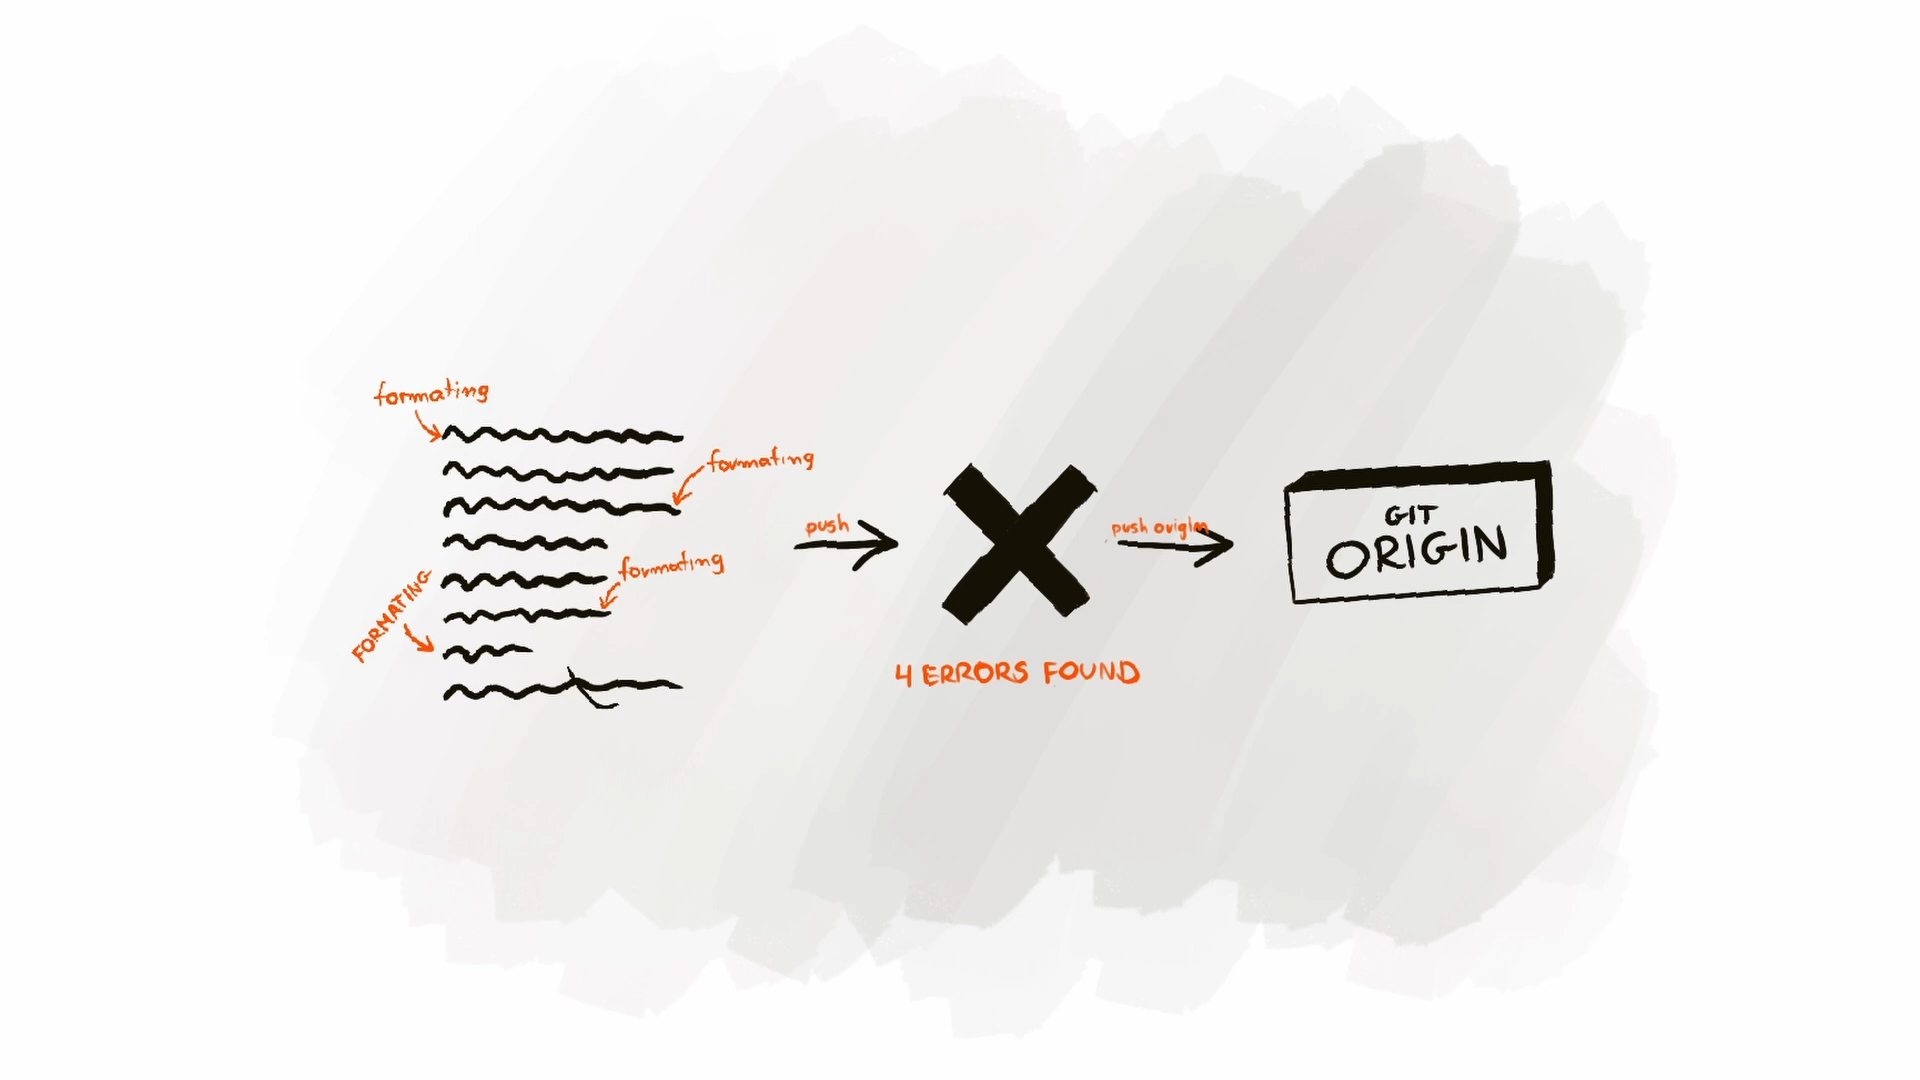 formating
formating
formating
FORMATING
push
4 ERRORS FOUND
push origin
GIT
ORIGIN